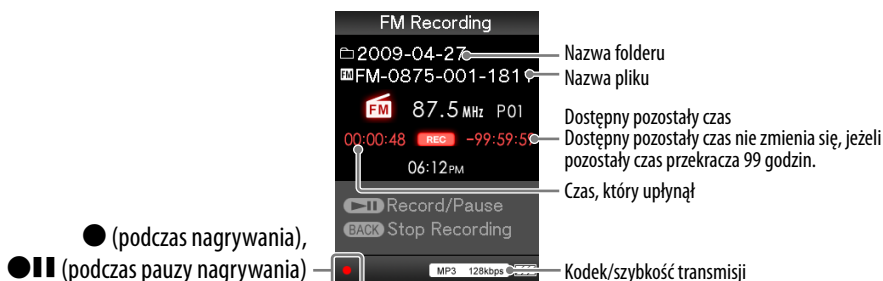 FM Recording
2009-04-27
Nazwa folderu
FM-0875-001-181
Nazwa pliku
FM 87.5 MHz P01
Dostępny pozostały czas
00:00:48 REC -99:59:59
Dostępny pozostały czas nie zmienia się, jeżeli
pozostały czas przekracza 99 godzin.
06:12PM
Czas, który upłynął
Record/Pause
BACK Stop Recording
● (podczas nagrywania),
●II (podczas pauzy nagrywania)
MP3 128kbps
Kodek/szybkość transmisji